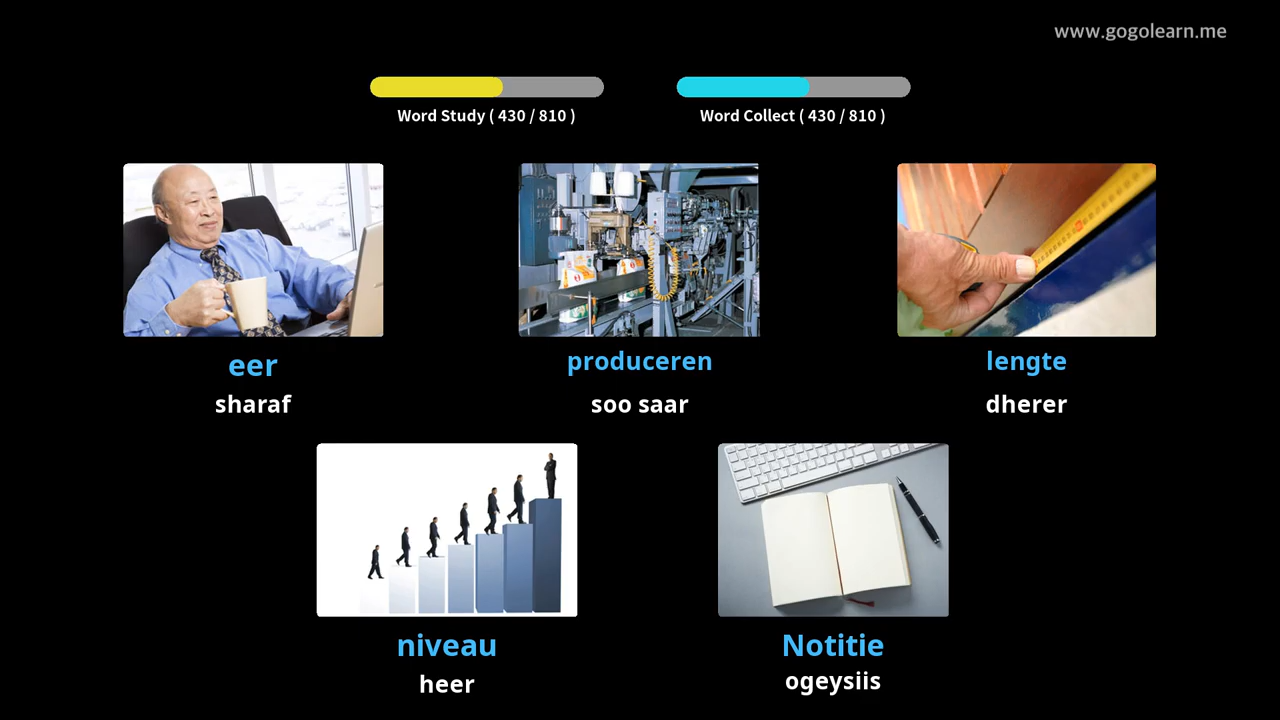 www.gogolearn.me
Word Study ( 430 / 810 )
Word Collect ( 430 / 810 )
eer
sharaf
produceren
soo saar
lengte
dherer
niveau
heer
Notitie
ogeysiis